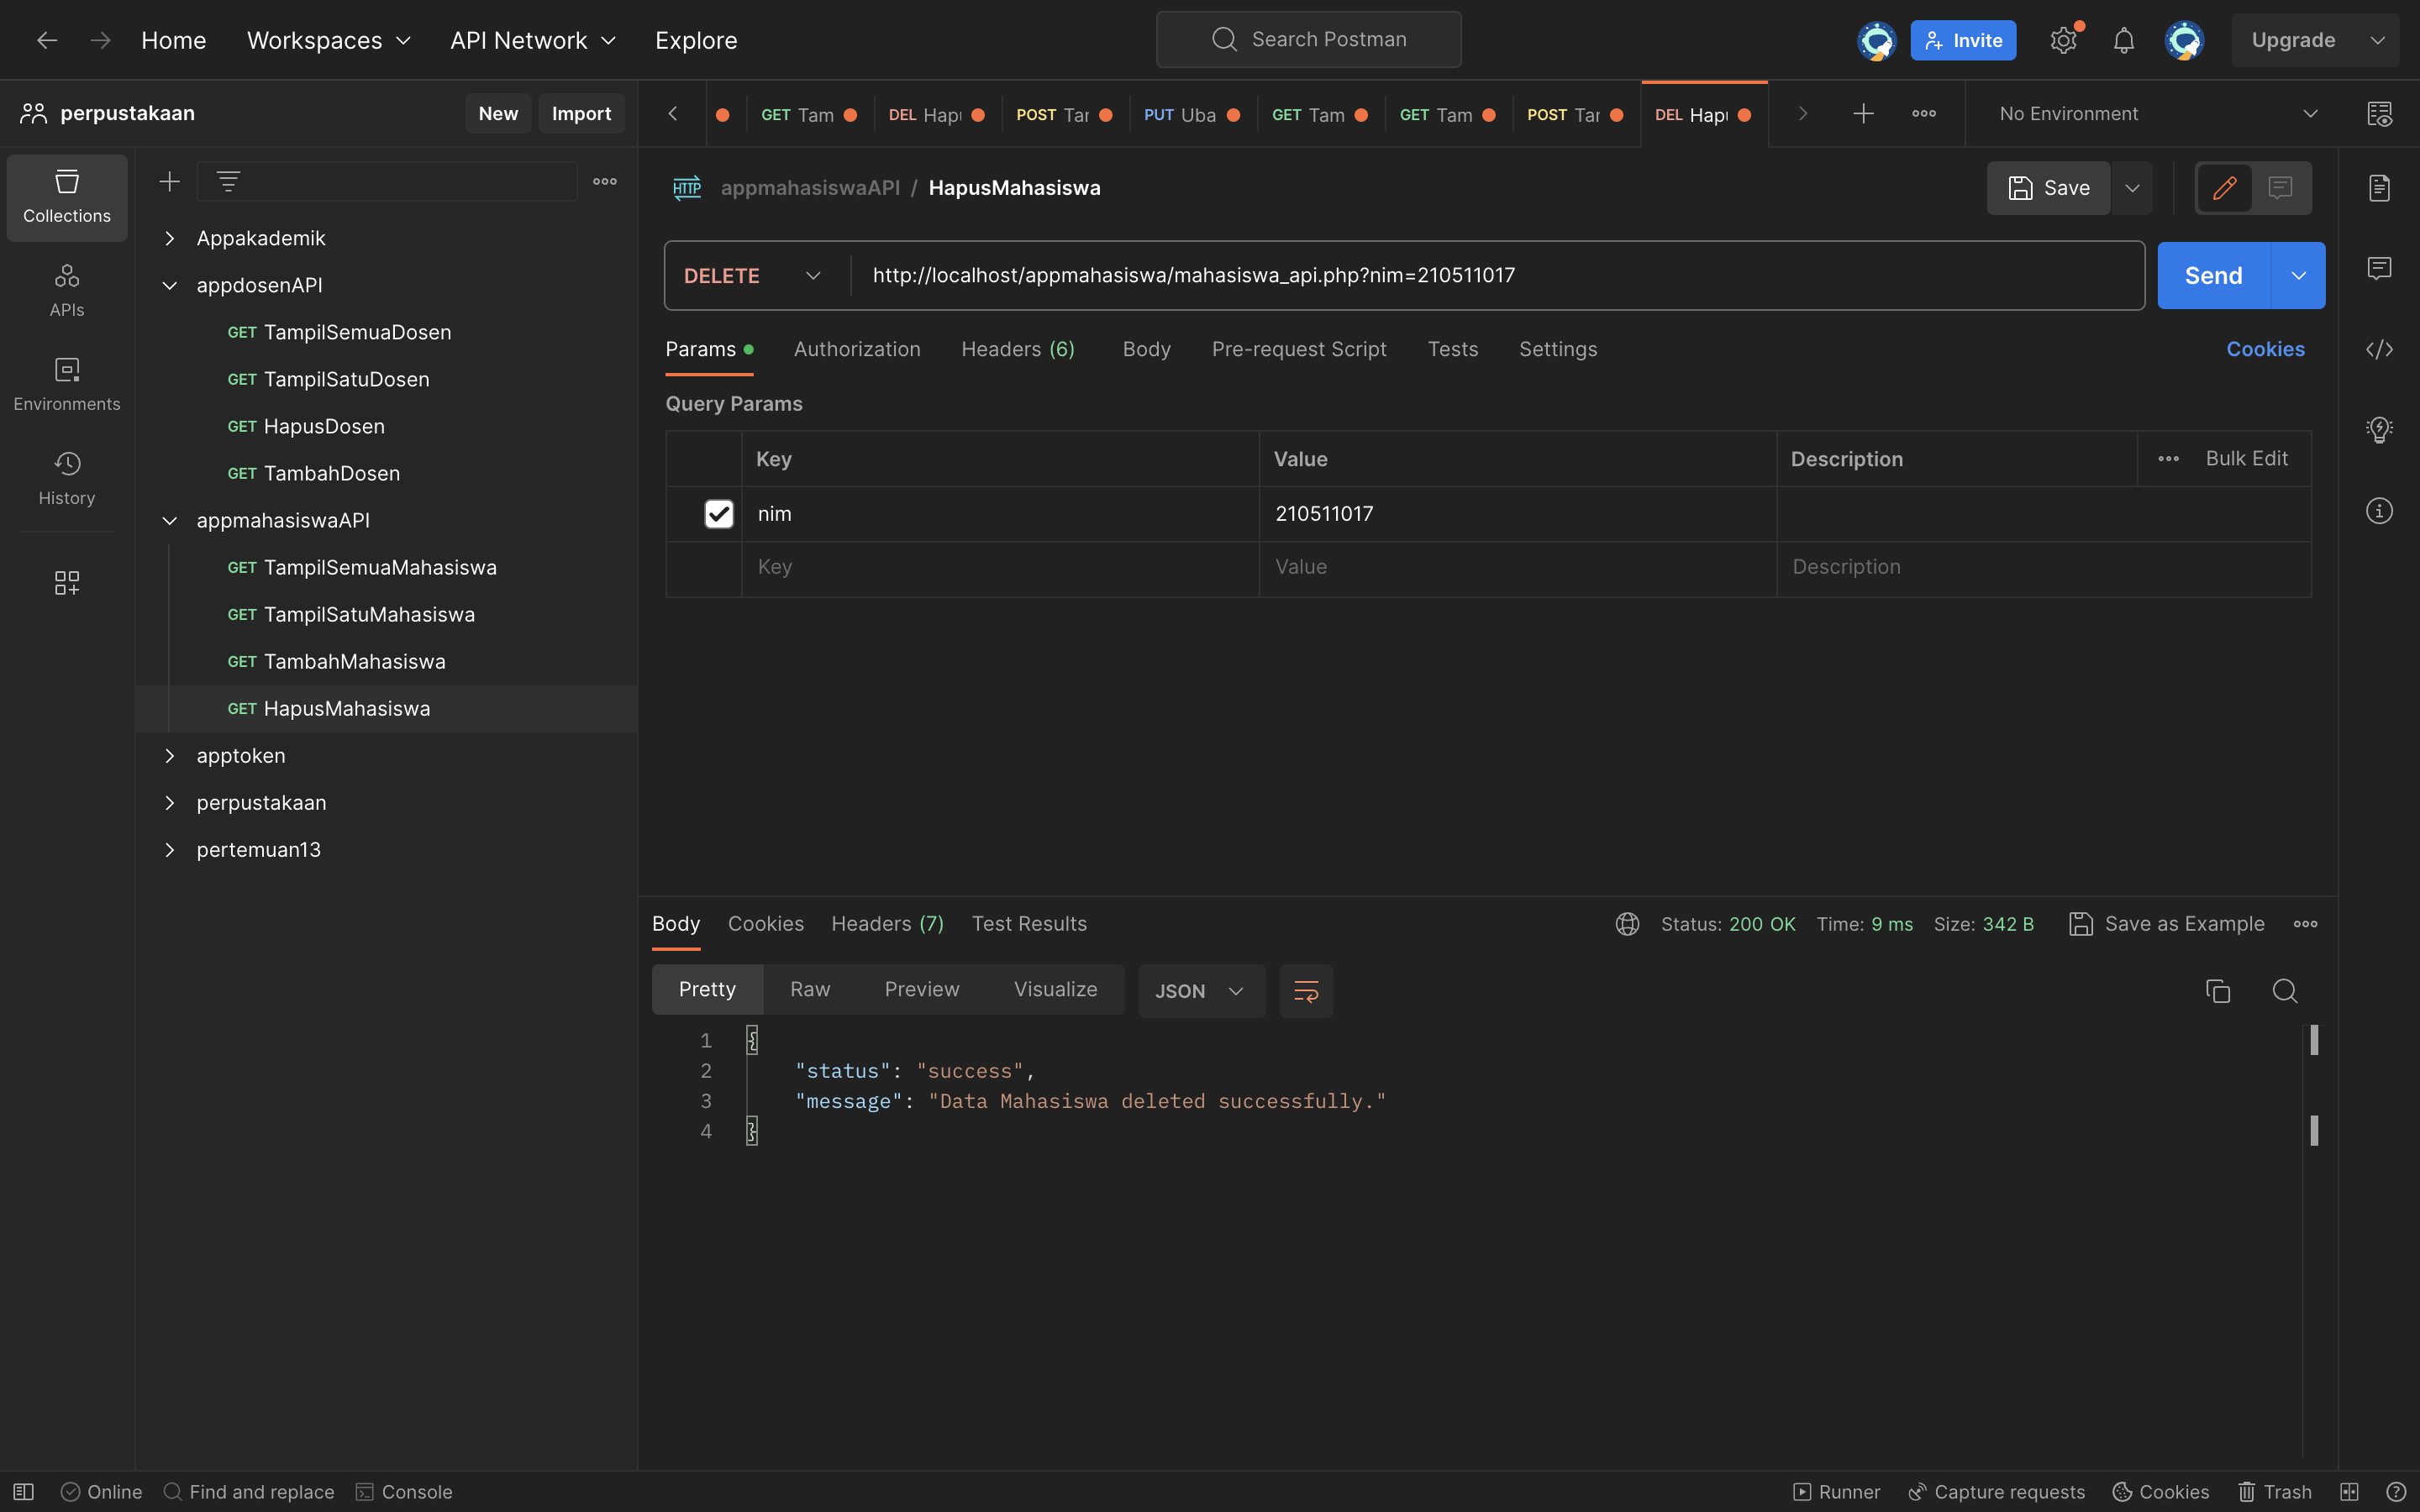 Home Workspaces API Network Explore Search Postman Invite Upgrade
perpustakaan New Import
GET Tam DEL Hap POST Tar PUT Uba GET Tam GET Tam POST Tar DEL Hap No Environment
Collections
APIs
Environments
History
Appakademik
appdosenAPI
GET TampilSemuaDosen
GET TampilSatuDosen
GET HapusDosen
GET TambahDosen
appmahasiswaAPI
GET TampilSemuaMahasiswa
GET TampilSatuMahasiswa
GET TambahMahasiswa
GET HapusMahasiswa
apptoken
perpustakaan
pertemuan13
HTTP appmahasiswaAPI / HapusMahasiswa Save
DELETE http://localhost/appmahasiswa/mahasiswa_api.php?nim=210511017 Send
Params Authorization Headers (6) Body Pre-request Script Tests Settings Cookies
Query Params
Key Value Description Bulk Edit
nim 210511017
Key Value Description
Body Cookies Headers (7) Test Results Status: 200 OK Time: 9 ms Size: 342 B Save as Example
Pretty Raw Preview Visualize JSON
1 {
2 "status": "success",
3 "message": "Data Mahasiswa deleted successfully."
4 }
Online Find and replace Console Runner Capture requests Cookies Trash